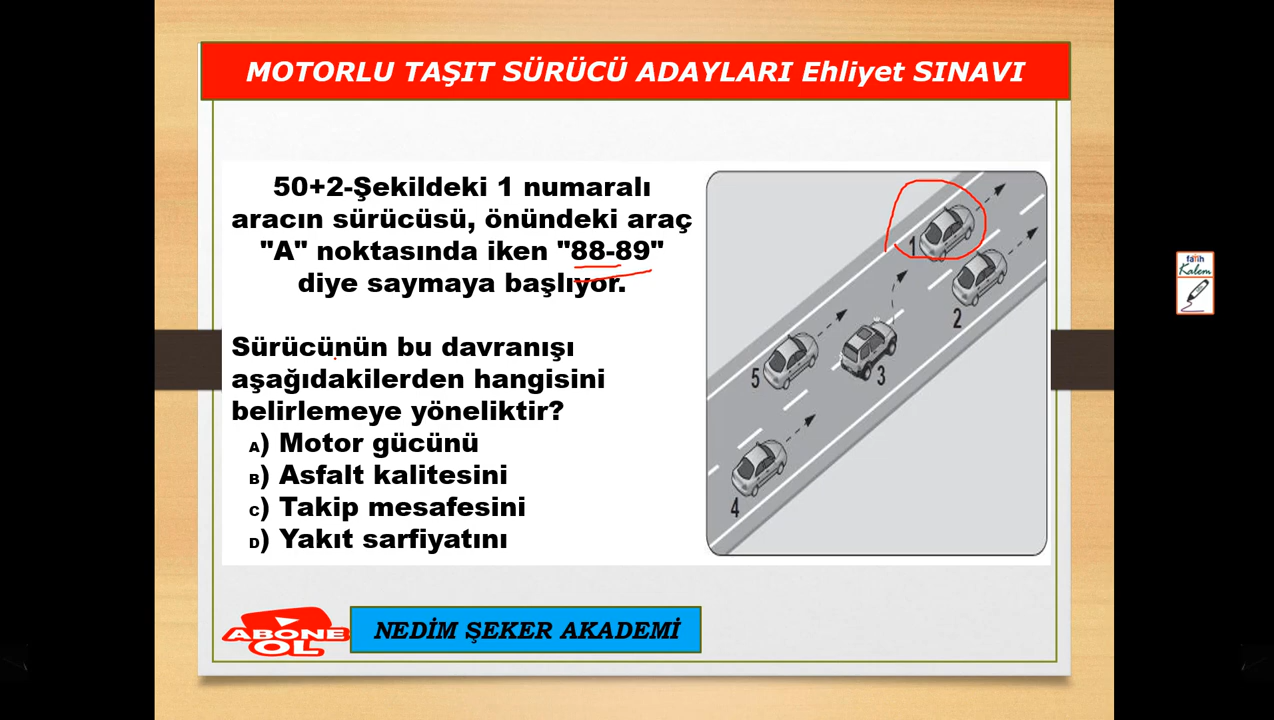 MOTORLU TAŞIT SÜRÜCÜ ADAYLARI Ehliyet SINAVI
50+2-Şekildeki 1 numaralı
aracın sürücüsü, önündeki araç
"A" noktasında iken "88-89"
diye saymaya başlıyor.
Sürücünün bu davranışı
aşağıdakilerden hangisini
belirlemeye yöneliktir?
A) Motor gücünü
B) Asfalt kalitesini
C) Takip mesafesini
D) Yakıt sarfiyatını
1
2
3
5
4
fatih
Kalem
ABONE
OL
NEDİM ŞEKER AKADEMİ